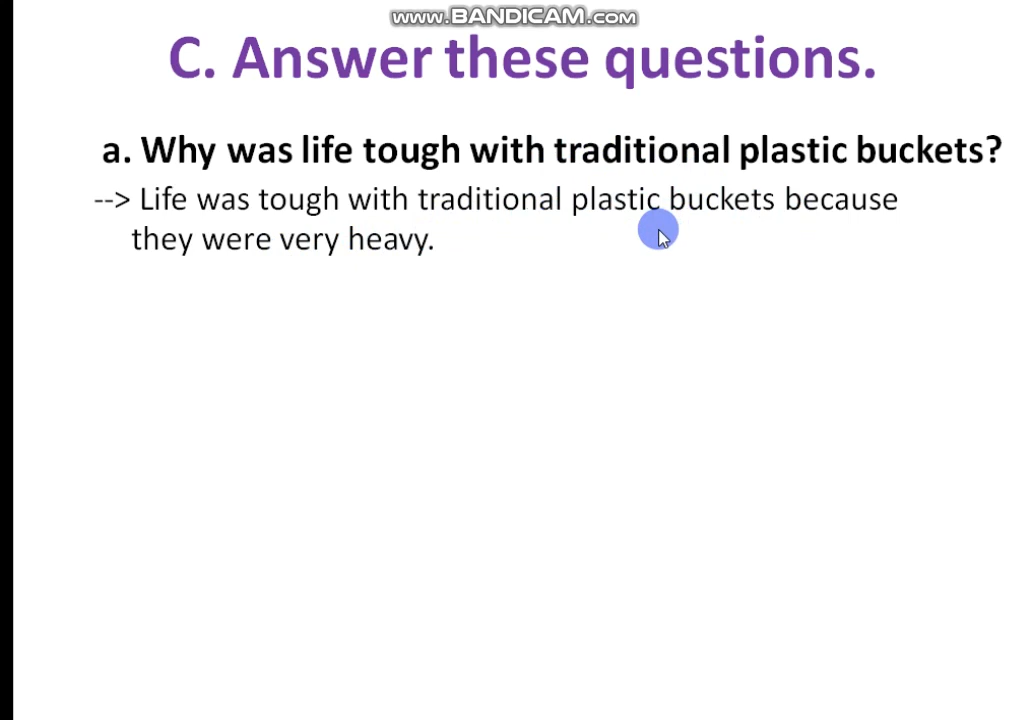 www.BANDICAM.com
C. Answer these questions.
a. Why was life tough with traditional plastic buckets?
--> Life was tough with traditional plastic buckets because
they were very heavy.